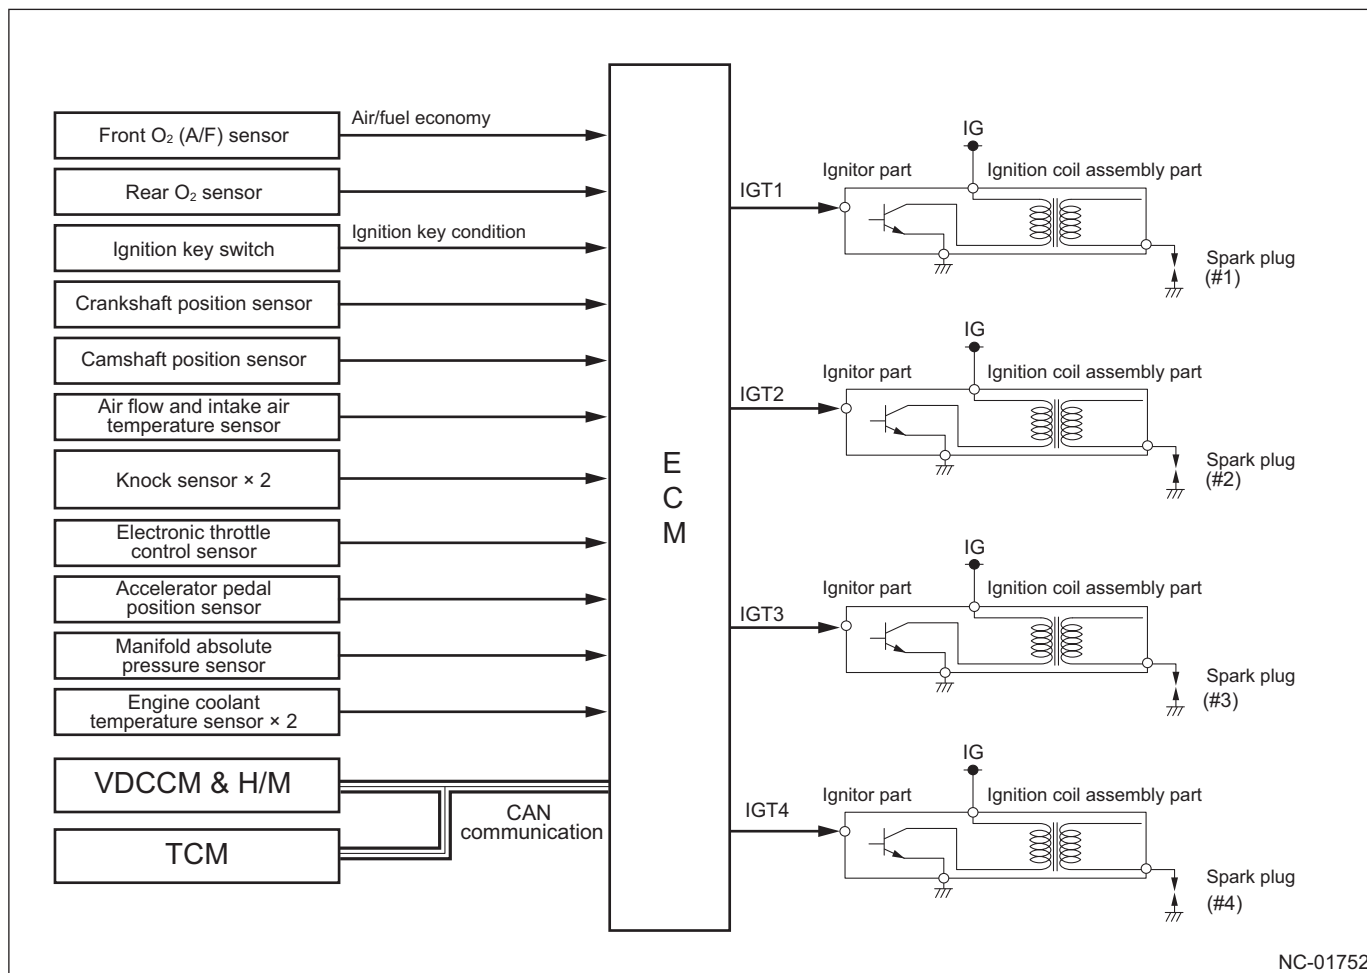 Front O₂ (A/F) sensor
Air/fuel economy
Rear O₂ sensor
Ignition key switch
Ignition key condition
Crankshaft position sensor
Camshaft position sensor
Air flow and intake air
temperature sensor
Knock sensor × 2
Electronic throttle
control sensor
Accelerator pedal
position sensor
Manifold absolute
pressure sensor
Engine coolant
temperature sensor × 2
VDCCM & H/M
TCM
CAN
communication
E
C
M
IGT1
Ignitor part
IG
Ignition coil assembly part
Spark plug
(#1)
IGT2
Ignitor part
IG
Ignition coil assembly part
Spark plug
(#2)
IGT3
Ignitor part
IG
Ignition coil assembly part
Spark plug
(#3)
IGT4
Ignitor part
IG
Ignition coil assembly part
Spark plug
(#4)
NC-01752